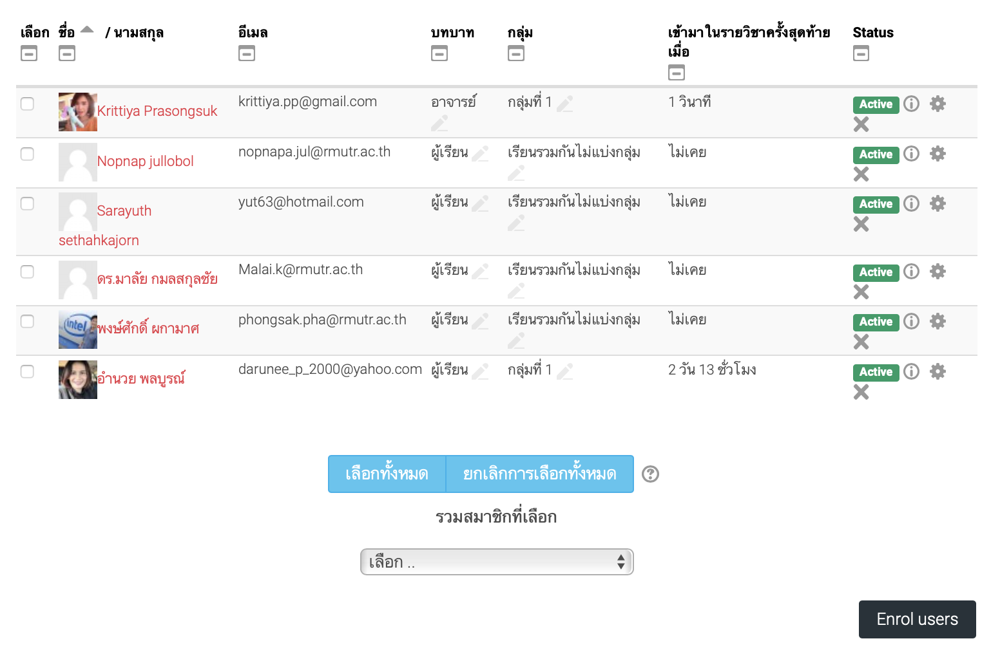 เลือก ชื่อ / นามสกุล อีเมล บทบาท กลุ่ม เข้ามาในรายวิชาครั้งสุดท้าย Status
เมื่อ
Krittiya Prasongsuk krittiya.pp@gmail.com อาจารย์ กลุ่มที่ 1 1 วินาที Active
Nopnap jullobol nopnapa.jul@rmutr.ac.th ผู้เรียน เรียนรวมกันไม่แบ่งกลุ่ม ไม่เคย Active
Sarayuth yut63@hotmail.com ผู้เรียน เรียนรวมกันไม่แบ่งกลุ่ม ไม่เคย Active
sethahkajorn
ดร.มาลัย กมลสกุลชัย Malai.k@rmutr.ac.th ผู้เรียน เรียนรวมกันไม่แบ่งกลุ่ม ไม่เคย Active
intel พงษ์ศักดิ์ ผกามาศ phongsak.pha@rmutr.ac.th ผู้เรียน เรียนรวมกันไม่แบ่งกลุ่ม ไม่เคย Active
อำนวย พลบูรณ์ darunee_p_2000@yahoo.com ผู้เรียน กลุ่มที่ 1 2 วัน 13 ชั่วโมง Active
เลือกทั้งหมด ยกเลิกการเลือกทั้งหมด
รวมสมาชิกที่เลือก
เลือก ..
Enrol users